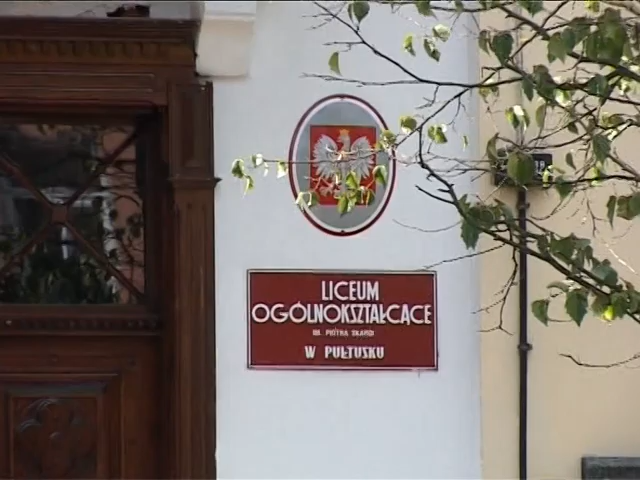 LICEUM
OGÓLNOKSZTAŁCĄCE
IM. PIOTRA SKARGI
W PUŁTUSKU